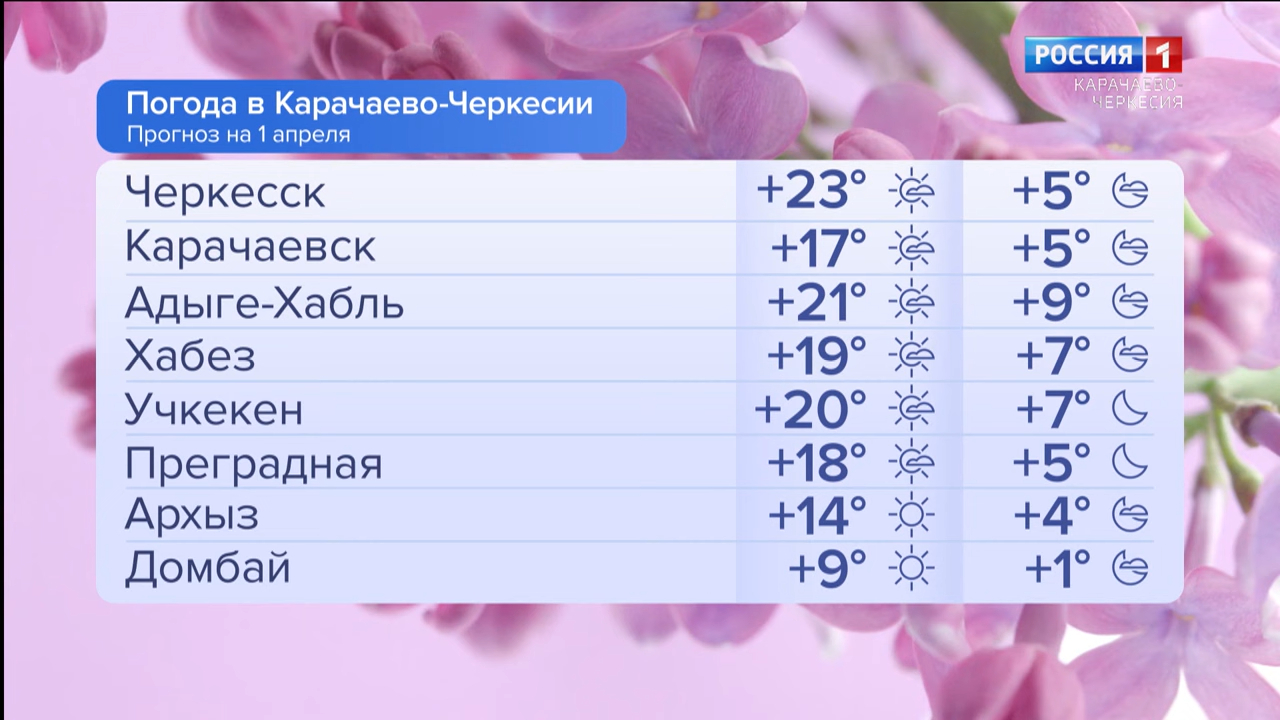 РОССИЯ 1
КАРАЧАЕВО-
ЧЕРКЕСИЯ
Погода в Карачаево-Черкесии
Прогноз на 1 апреля
Черкесск +23° +5°
Карачаевск +17° +5°
Адыге-Хабль +21° +9°
Хабез +19° +7°
Учкекен +20° +7°
Преградная +18° +5°
Архыз +14° +4°
Домбай +9° +1°